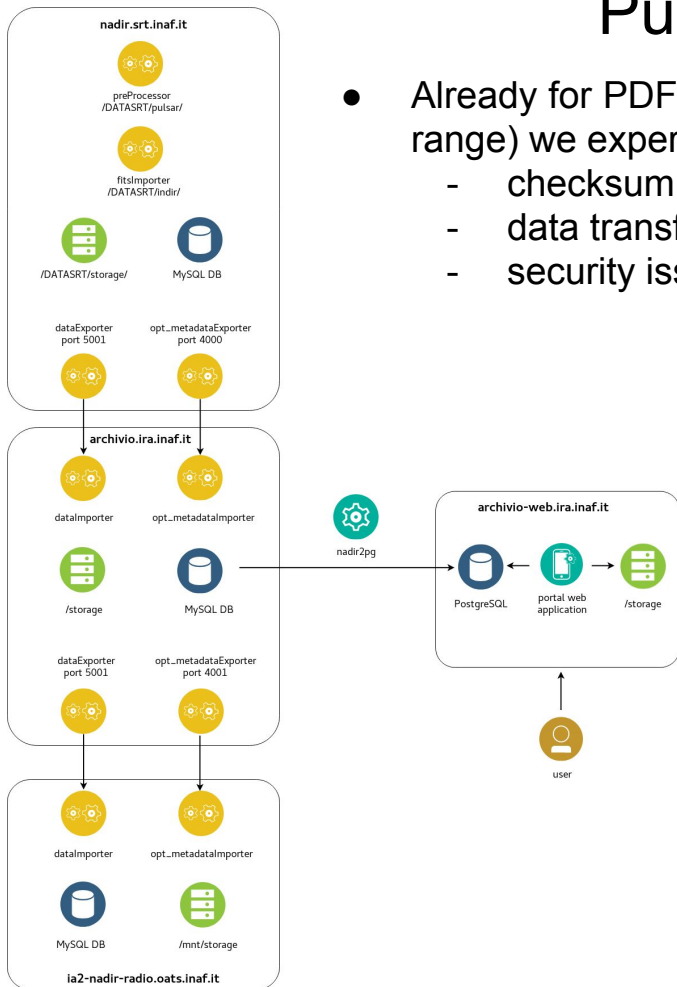 Pu
● Already for PDF
range) we exper
- checksum
- data transf
- security iss
nadir.srt.inaf.it
preProcessor
/DATASRT/pulsar/
fitsImporter
/DATASRT/indir/
/DATASRT/storage/
MySQL DB
dataExporter
port 5001
opt_metadataExporter
port 4000
archivio.ira.inaf.it
dataImporter
opt_metadataImporter
/storage
MySQL DB
dataExporter
port 5001
opt_metadataExporter
port 4001
dataImporter
opt_metadataImporter
MySQL DB
/mnt/storage
ia2-nadir-radio.oats.inaf.it
nadir2pg
archivio-web.ira.inaf.it
PostgreSQL
portal web
application
/storage
user